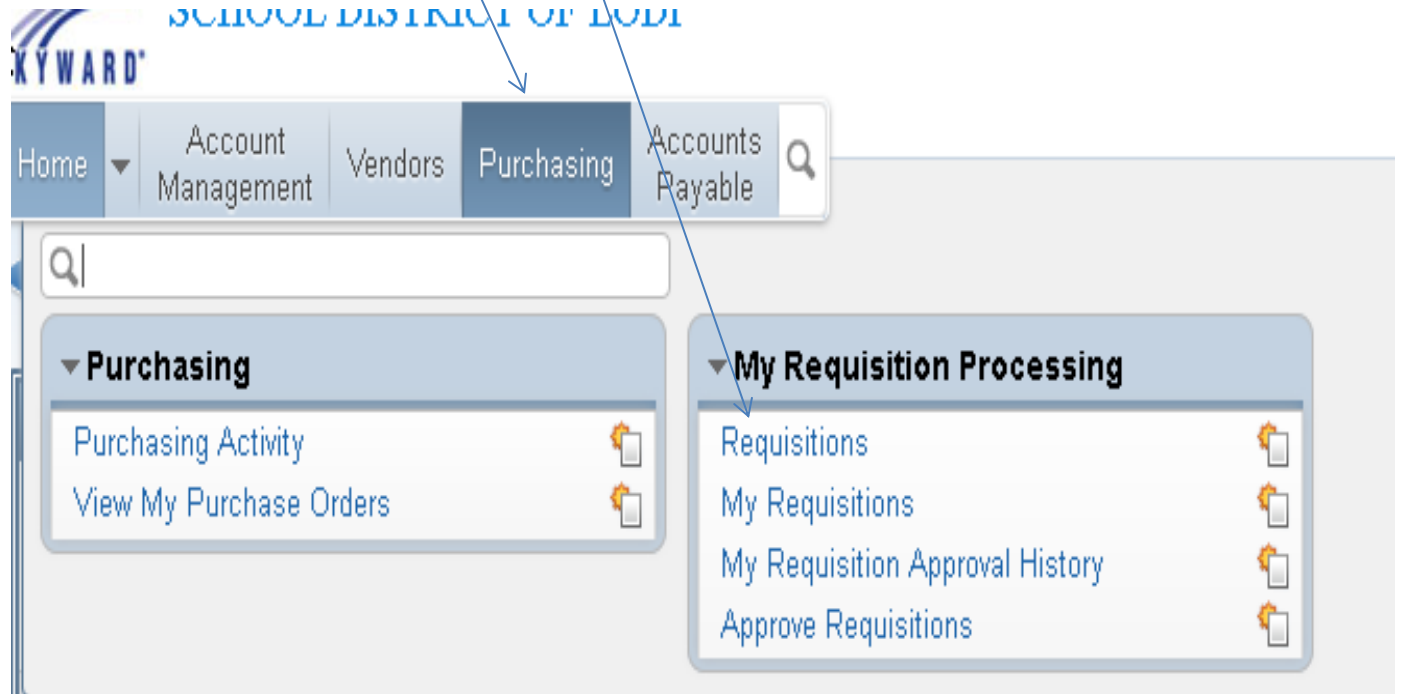 SCHOOL DISTRICT OF LODI
KYWARD
Home
Account
Management
Vendors
Purchasing
Accounts
Payable
Purchasing
Purchasing Activity
View My Purchase Orders
My Requisition Processing
Requisitions
My Requisitions
My Requisition Approval History
Approve Requisitions